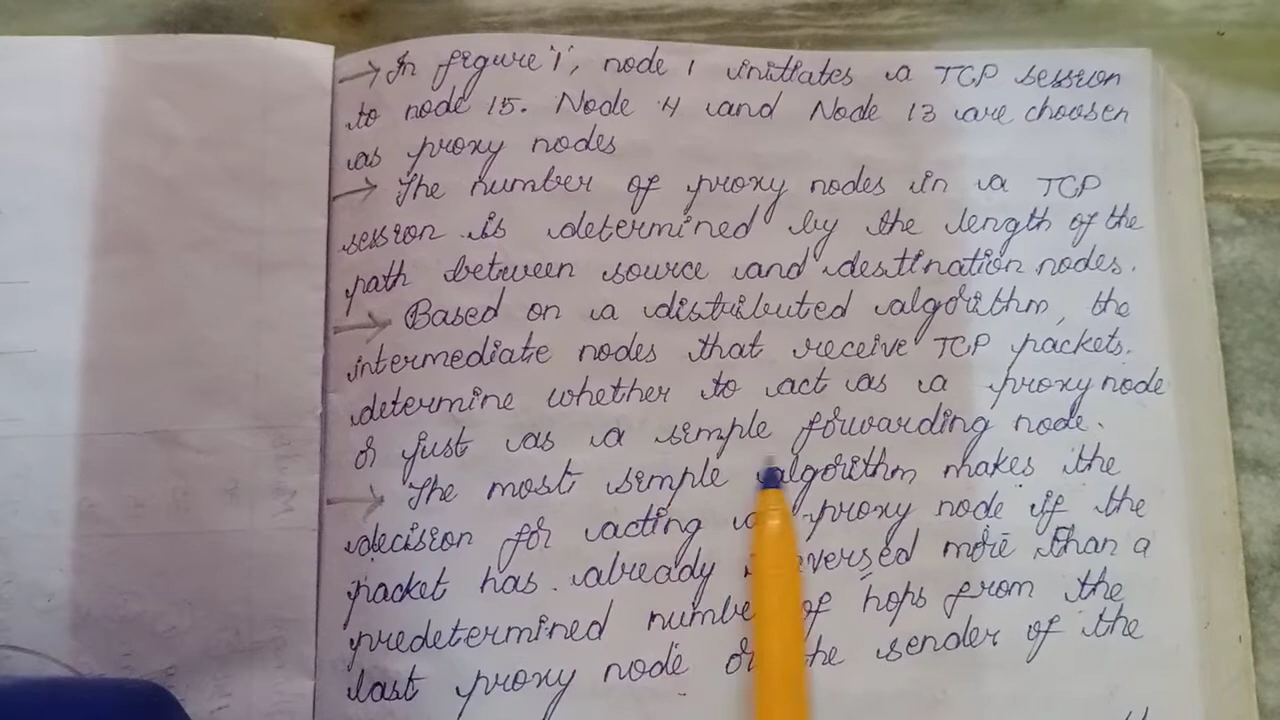 → In figure '1', node 1 initiates a TCP session
to node 15. Node 4 and Node 13 are choosen
as proxy nodes
→ The number of proxy nodes in a TCP
session is determined by the length of the
path between source and destination nodes.
→ Based on a distributed algorithm, the
intermediate nodes that receive TCP packets.
determine whether to act as a proxy node
or just as a simple forwarding node.
→ The most simple algorithm makes the
decision for acting proxy node if the
packet has already more than a
predetermined number of hops from the
last proxy node or the sender of the